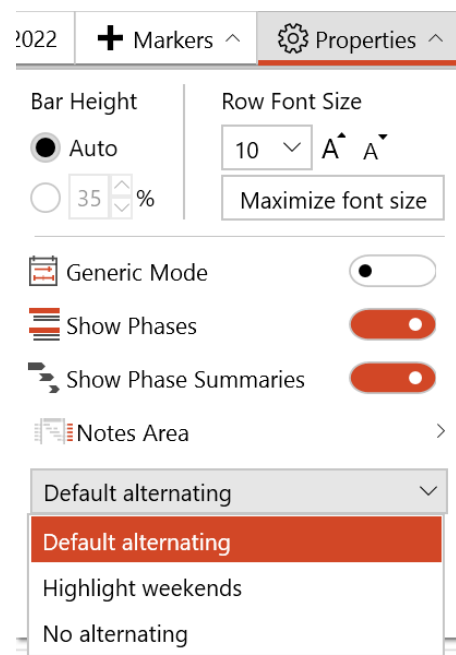 2022 Markers Properties
Bar Height Row Font Size
Auto 10 A A
35 % Maximize font size
Generic Mode
Show Phases
Show Phase Summaries
Notes Area
Default alternating
Default alternating
Highlight weekends
No alternating